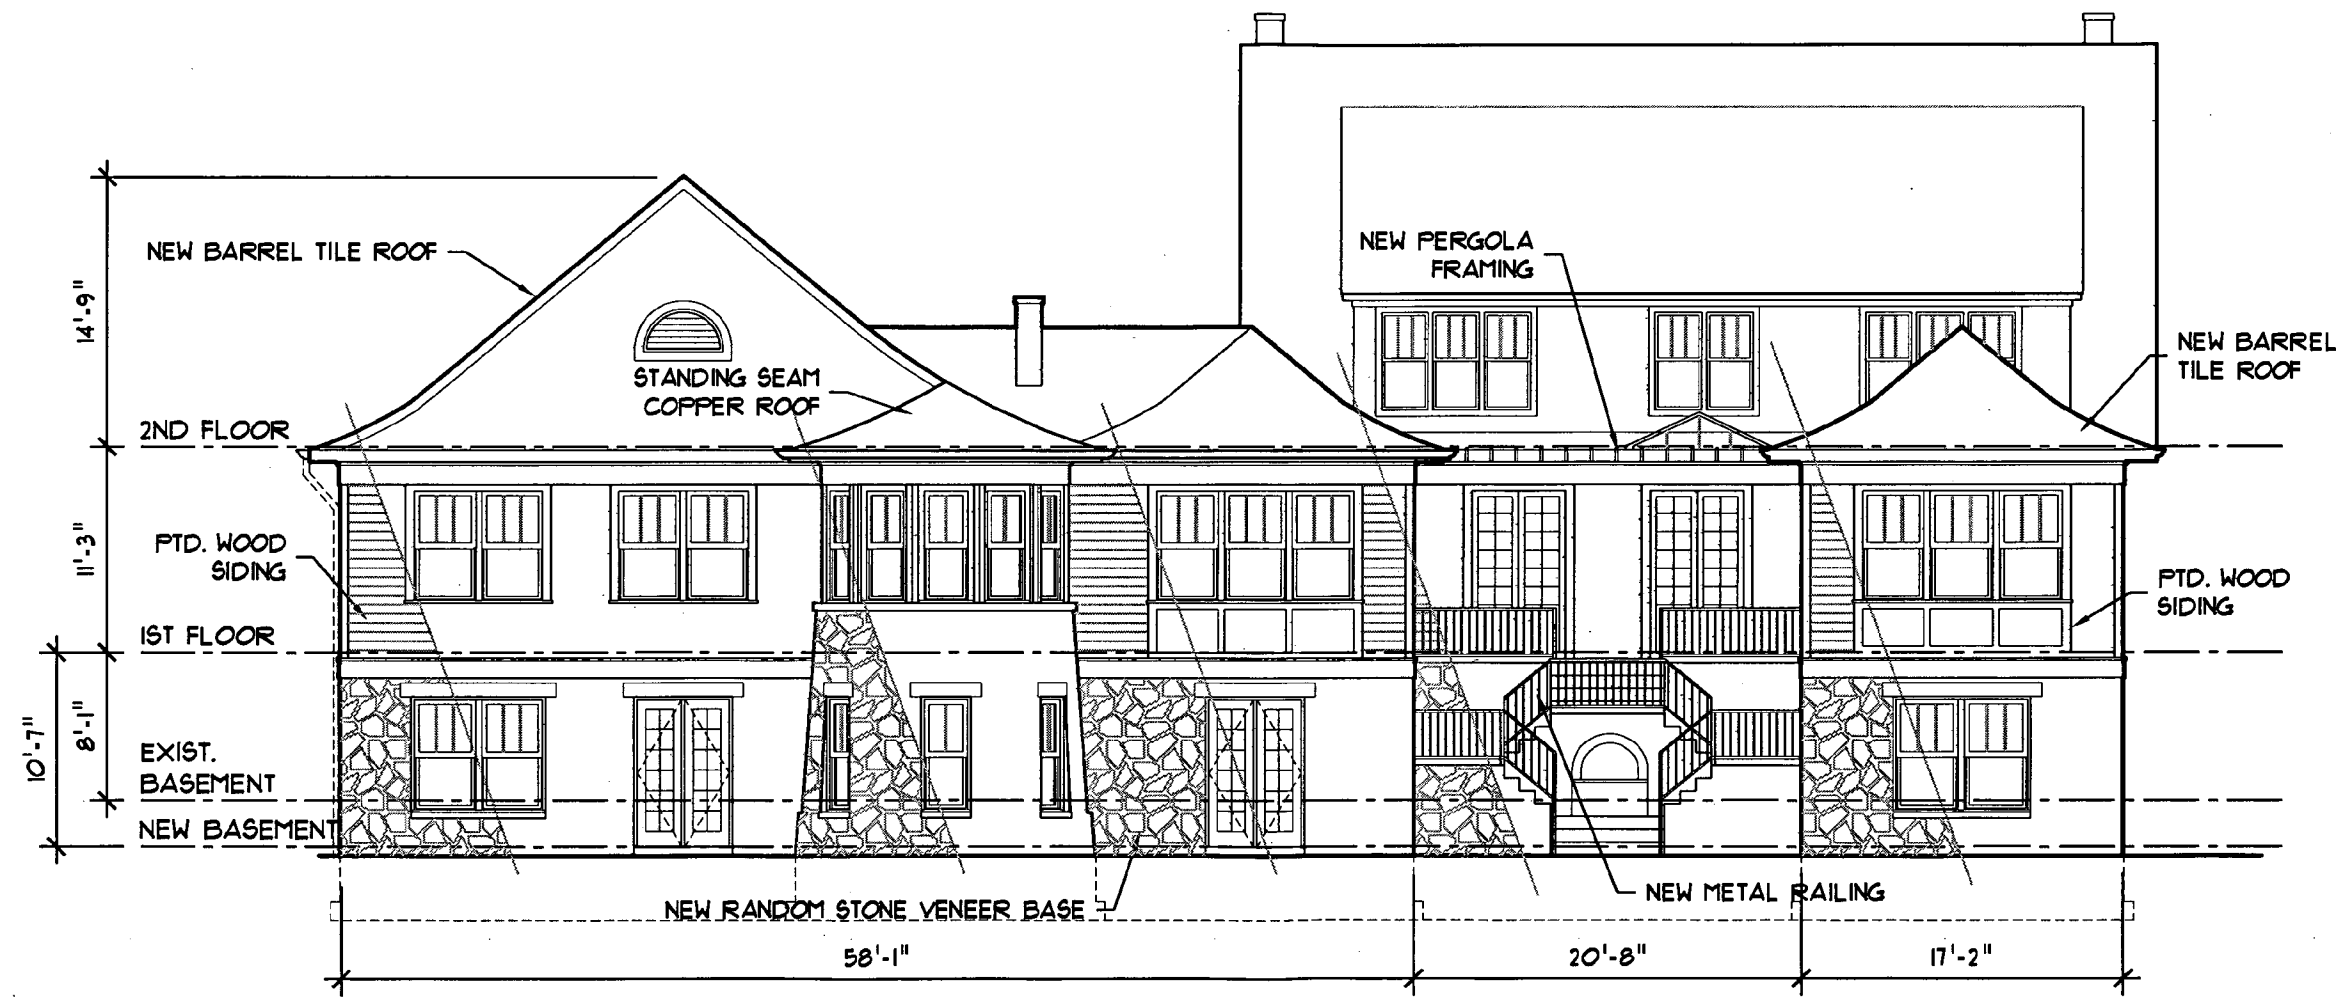 NEW BARREL TILE ROOF
14'-9"
STANDING SEAM
COPPER ROOF
NEW PERGOLA
FRAMING
NEW BARREL
TILE ROOF
2ND FLOOR
11'-3"
PTD. WOOD
SIDING
PTD. WOOD
SIDING
1ST FLOOR
10'-7"
8'-1"
EXIST.
BASEMENT
NEW BASEMENT
NEW RANDOM STONE VENEER BASE
NEW METAL RAILING
58'-1"
20'-8"
17'-2"